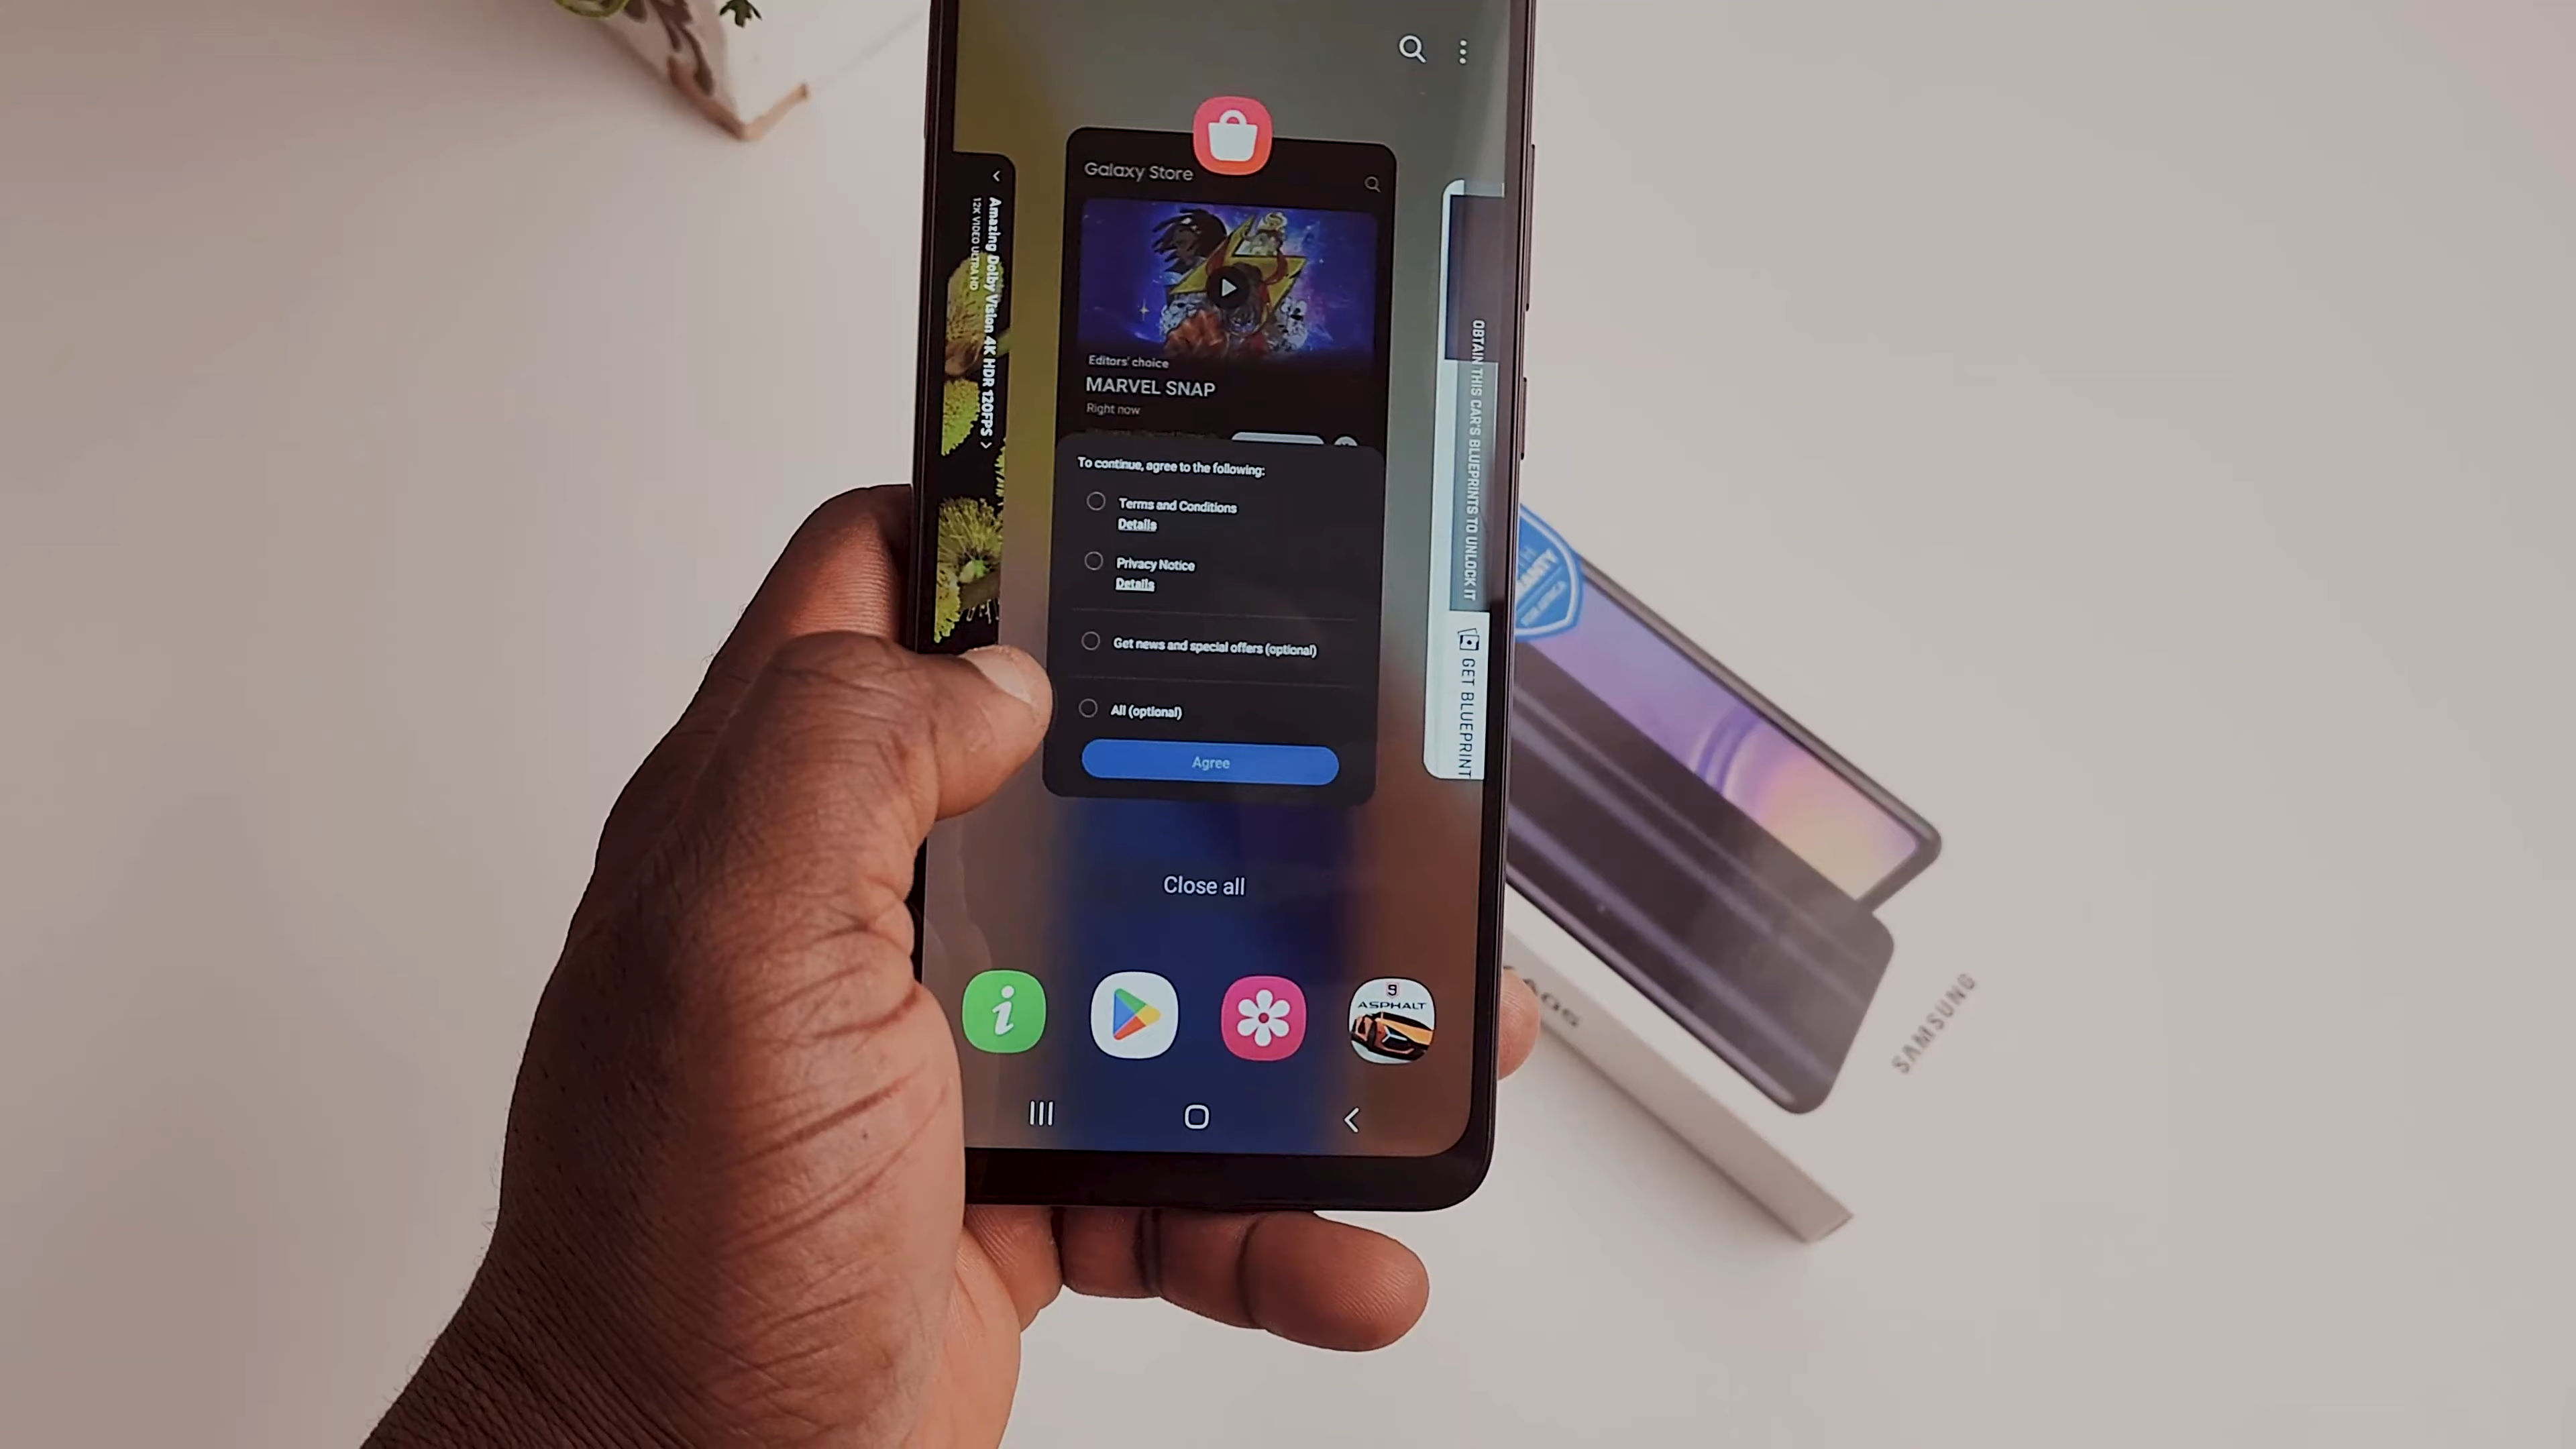 Galaxy Store
Editors' choice
MARVEL SNAP
Right now
To continue, agree to the following:
Terms and Conditions
Details
Privacy Notice
Details
Get news and special offers (optional)
All (optional)
Agree
Amazing Dolby Vision 4K HDR 120FPS
12K VIDEO ULTRA HD
OBTAIN THIS CAR'S BLUEPRINTS TO UNLOCK IT
GET BLUEPRINT
Close all
9
ASPHALT
SAMSUNG